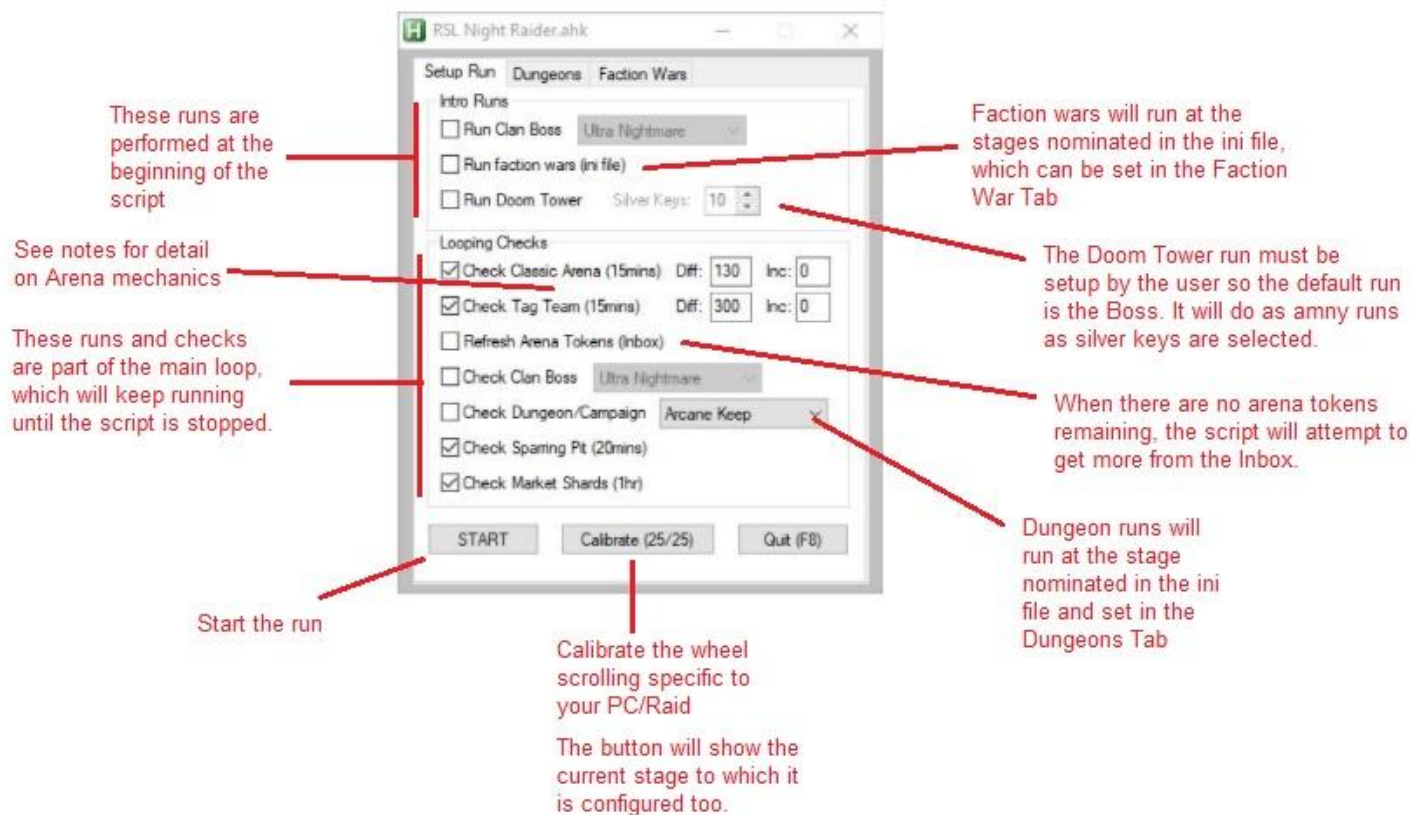 RSL Night Raider.ahk
Setup Run Dungeons Faction Wars
Intro Runs
Run Clan Boss Ultra Nightmare
Run faction wars (ini file)
Run Doom Tower Silver Keys: 10
Looping Checks
Check Classic Arena (15mins) Diff: 130 Inc: 0
Check Tag Team (15mins) Diff: 300 Inc: 0
Refresh Arena Tokens (Inbox)
Check Clan Boss Ultra Nightmare
Check Dungeon/Campaign Arcane Keep
Check Sparring Pit (20mins)
Check Market Shards (1hr)
START Calibrate (25/25) Quit (F8)
These runs are
performed at the
beginning of the
script
See notes for detail
on Arena mechanics
These runs and checks
are part of the main loop,
which will keep running
until the script is stopped.
Start the run
Calibrate the wheel
scrolling specific to
your PC/Raid
The button will show the
current stage to which it
is configured too.
Faction wars will run at the
stages nominated in the ini file,
which can be set in the Faction
War Tab
The Doom Tower run must be
setup by the user so the default run
is the Boss. It will do as amny runs
as silver keys are selected.
When there are no arena tokens
remaining, the script will attempt to
get more from the Inbox.
Dungeon runs will
run at the stage
nominated in the ini
file and set in the
Dungeons Tab